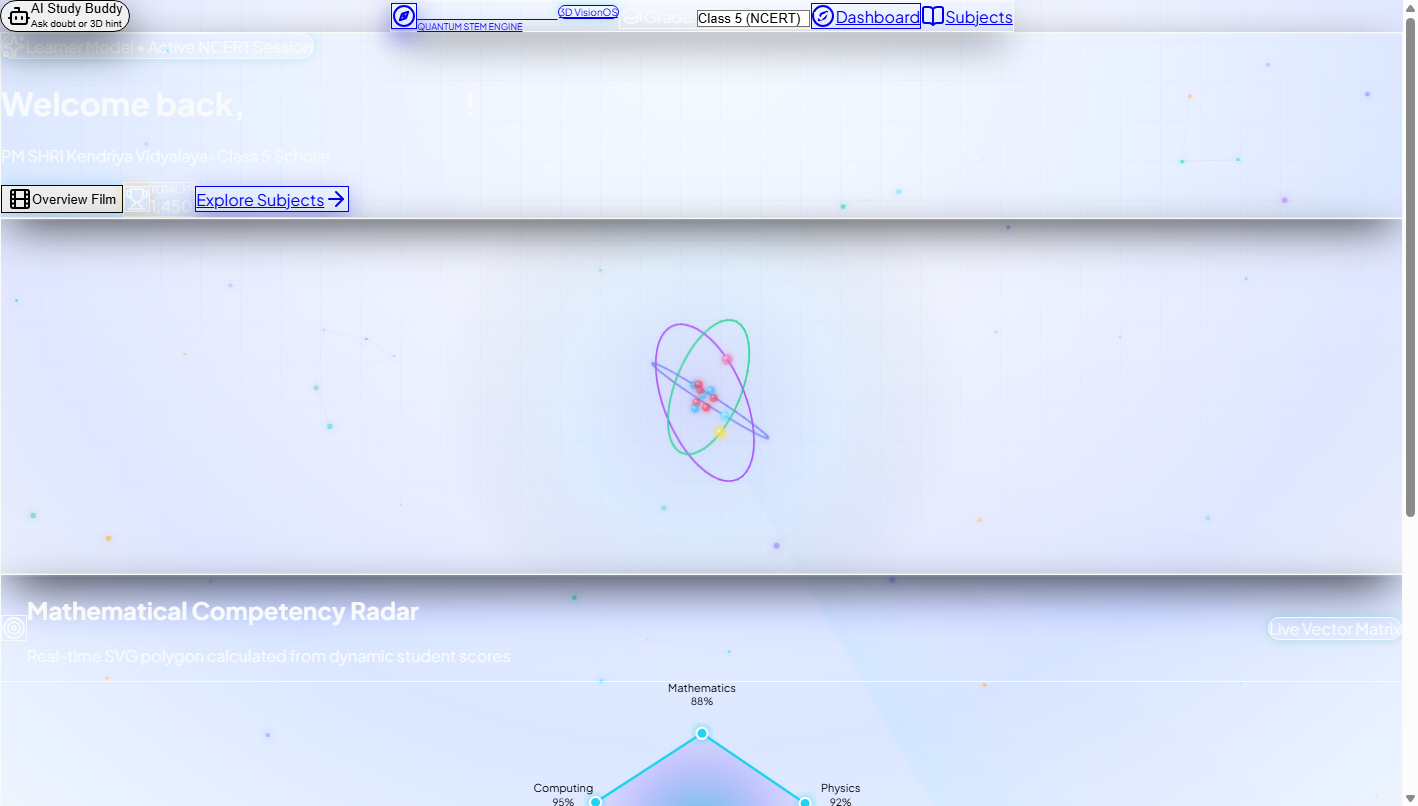 AI Study Buddy
Ask doubt or 3D hint
QUANTUM STEM ENGINE
3D VisionOS
Grade
Class 5 (NCERT)
Dashboard
Subjects
Learner Model • Active NCERT Session
Welcome back, !
PM SHRI Kendriya Vidyalaya · Class 5 Scholar
Overview Film
TOTAL
1,450
Explore Subjects
Mathematical Competency Radar
Real-time SVG polygon calculated from dynamic student scores
Live Vector Matrix
Mathematics
88%
Computing
95%
Physics
92%